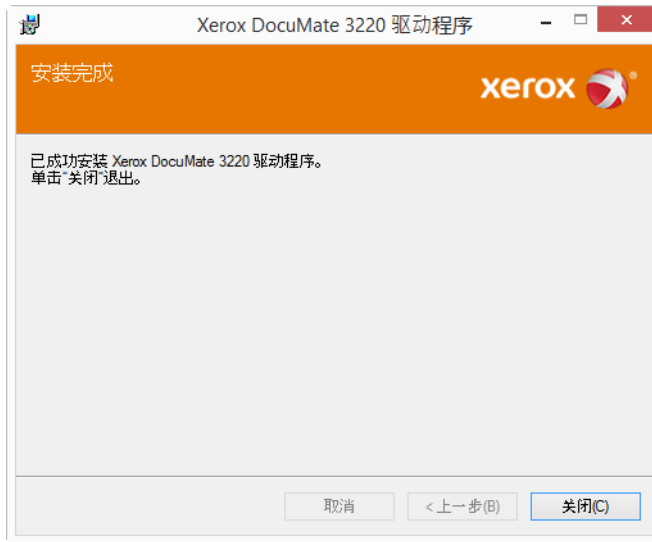 Xerox DocuMate 3220 驱动程序
安装完成
xerox
已成功安装 Xerox DocuMate 3220 驱动程序。
单击"关闭"退出。
取消
<上一步(B)
关闭(C)